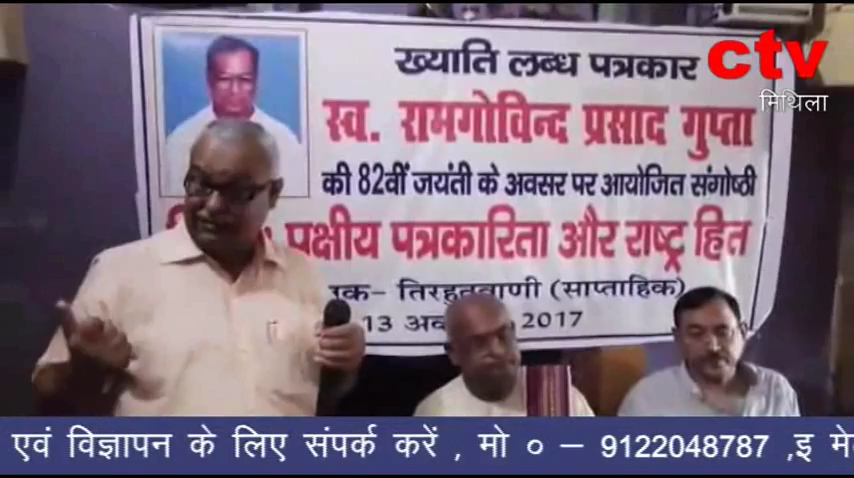 ctv
मिथिला
ख्याति लब्ध पत्रकार
स्व. रामगोविन्द प्रसाद गुप्ता
की 82वीं जयंती के अवसर पर आयोजित संगोष्ठी
पक्षीय पत्रकारिता और राष्ट्र हित
तिरहुतवाणी (साप्ताहिक)
13 2017
एवं विज्ञापन के लिए संपर्क करें , मो ० – 9122048787 ,इ